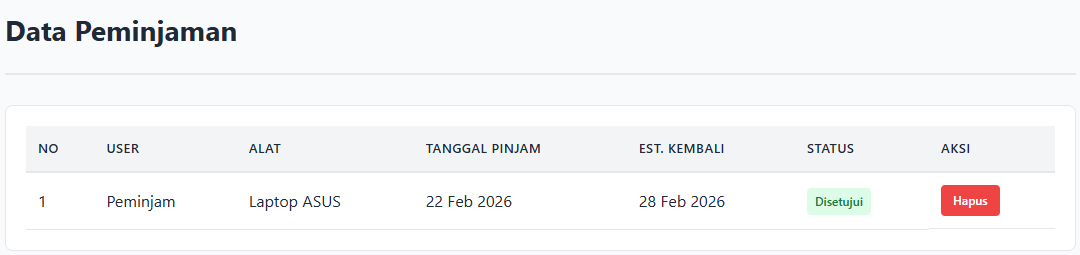 Data Peminjaman
NO USER ALAT TANGGAL PINJAM EST. KEMBALI STATUS AKSI
1 Peminjam Laptop ASUS 22 Feb 2026 28 Feb 2026 Disetujui Hapus